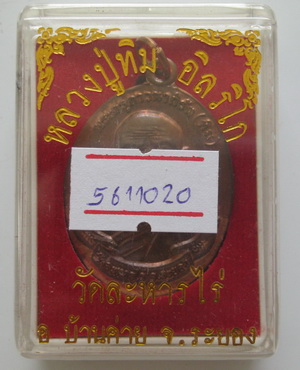 หลวงปู่ทิม อิสริโก
5611020
วัดละหารไร่
อ.บ้านค่าย จ.ระยอง